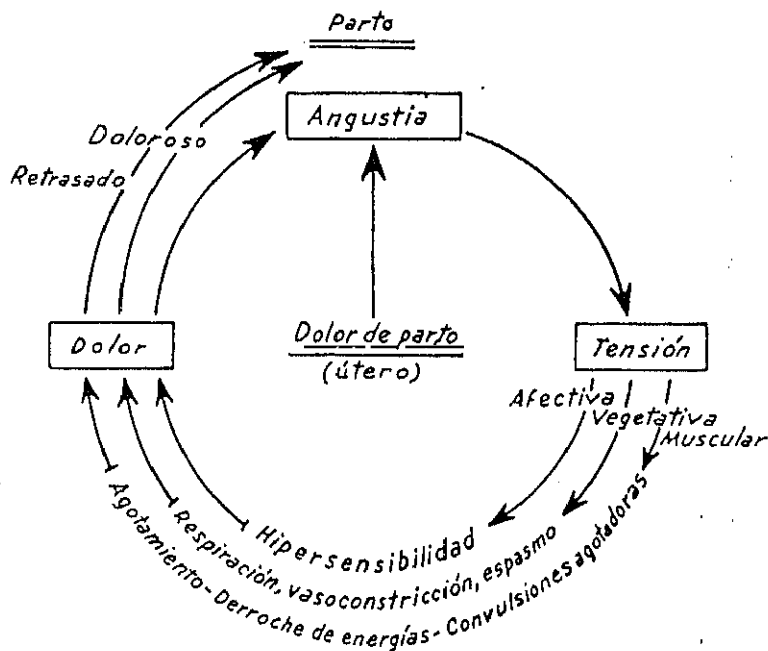 Parto
Angustia
Doloroso
Retrasado
Dolor
Dolor de parto
(útero)
Tensión
Afectiva
Vegetativa
Muscular
Hipersensibilidad
Respiración, vasoconstricción, espasmo
Agotamiento-Derroche de energías-Convulsiones agotadoras